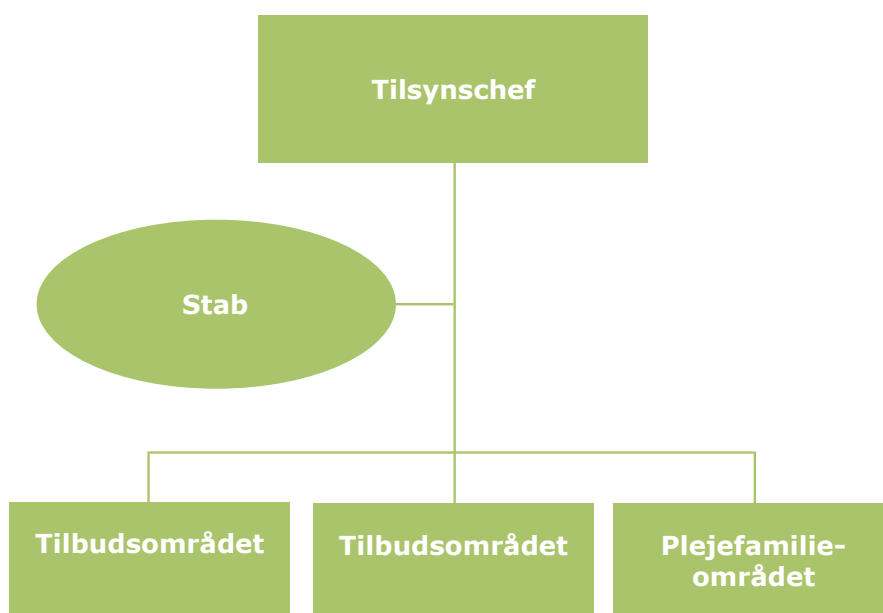 Tilsynschef
Stab
Tilbudsområdet
Tilbudsområdet
Plejefamilie-
området